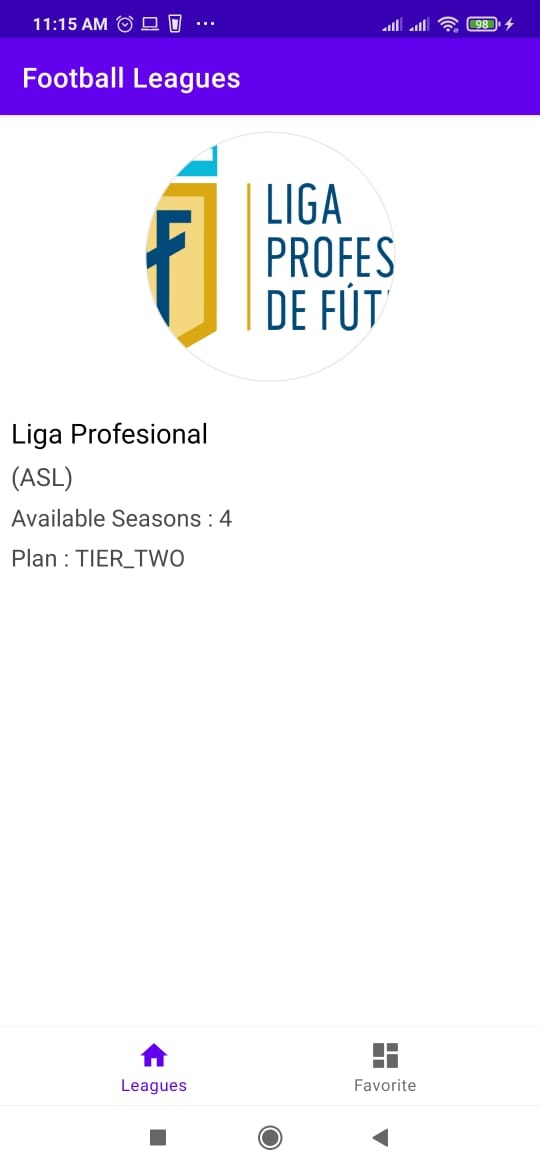 11:15 AM
98
Football Leagues
F
LIGA
PROFES
DE FÚT
Liga Profesional
(ASL)
Available Seasons : 4
Plan : TIER_TWO
Leagues
Favorite